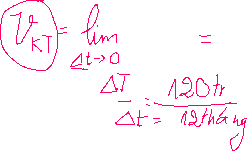 V_KT = lim Δt→0 =
ΔT / Δt = 120tr / 12tháng